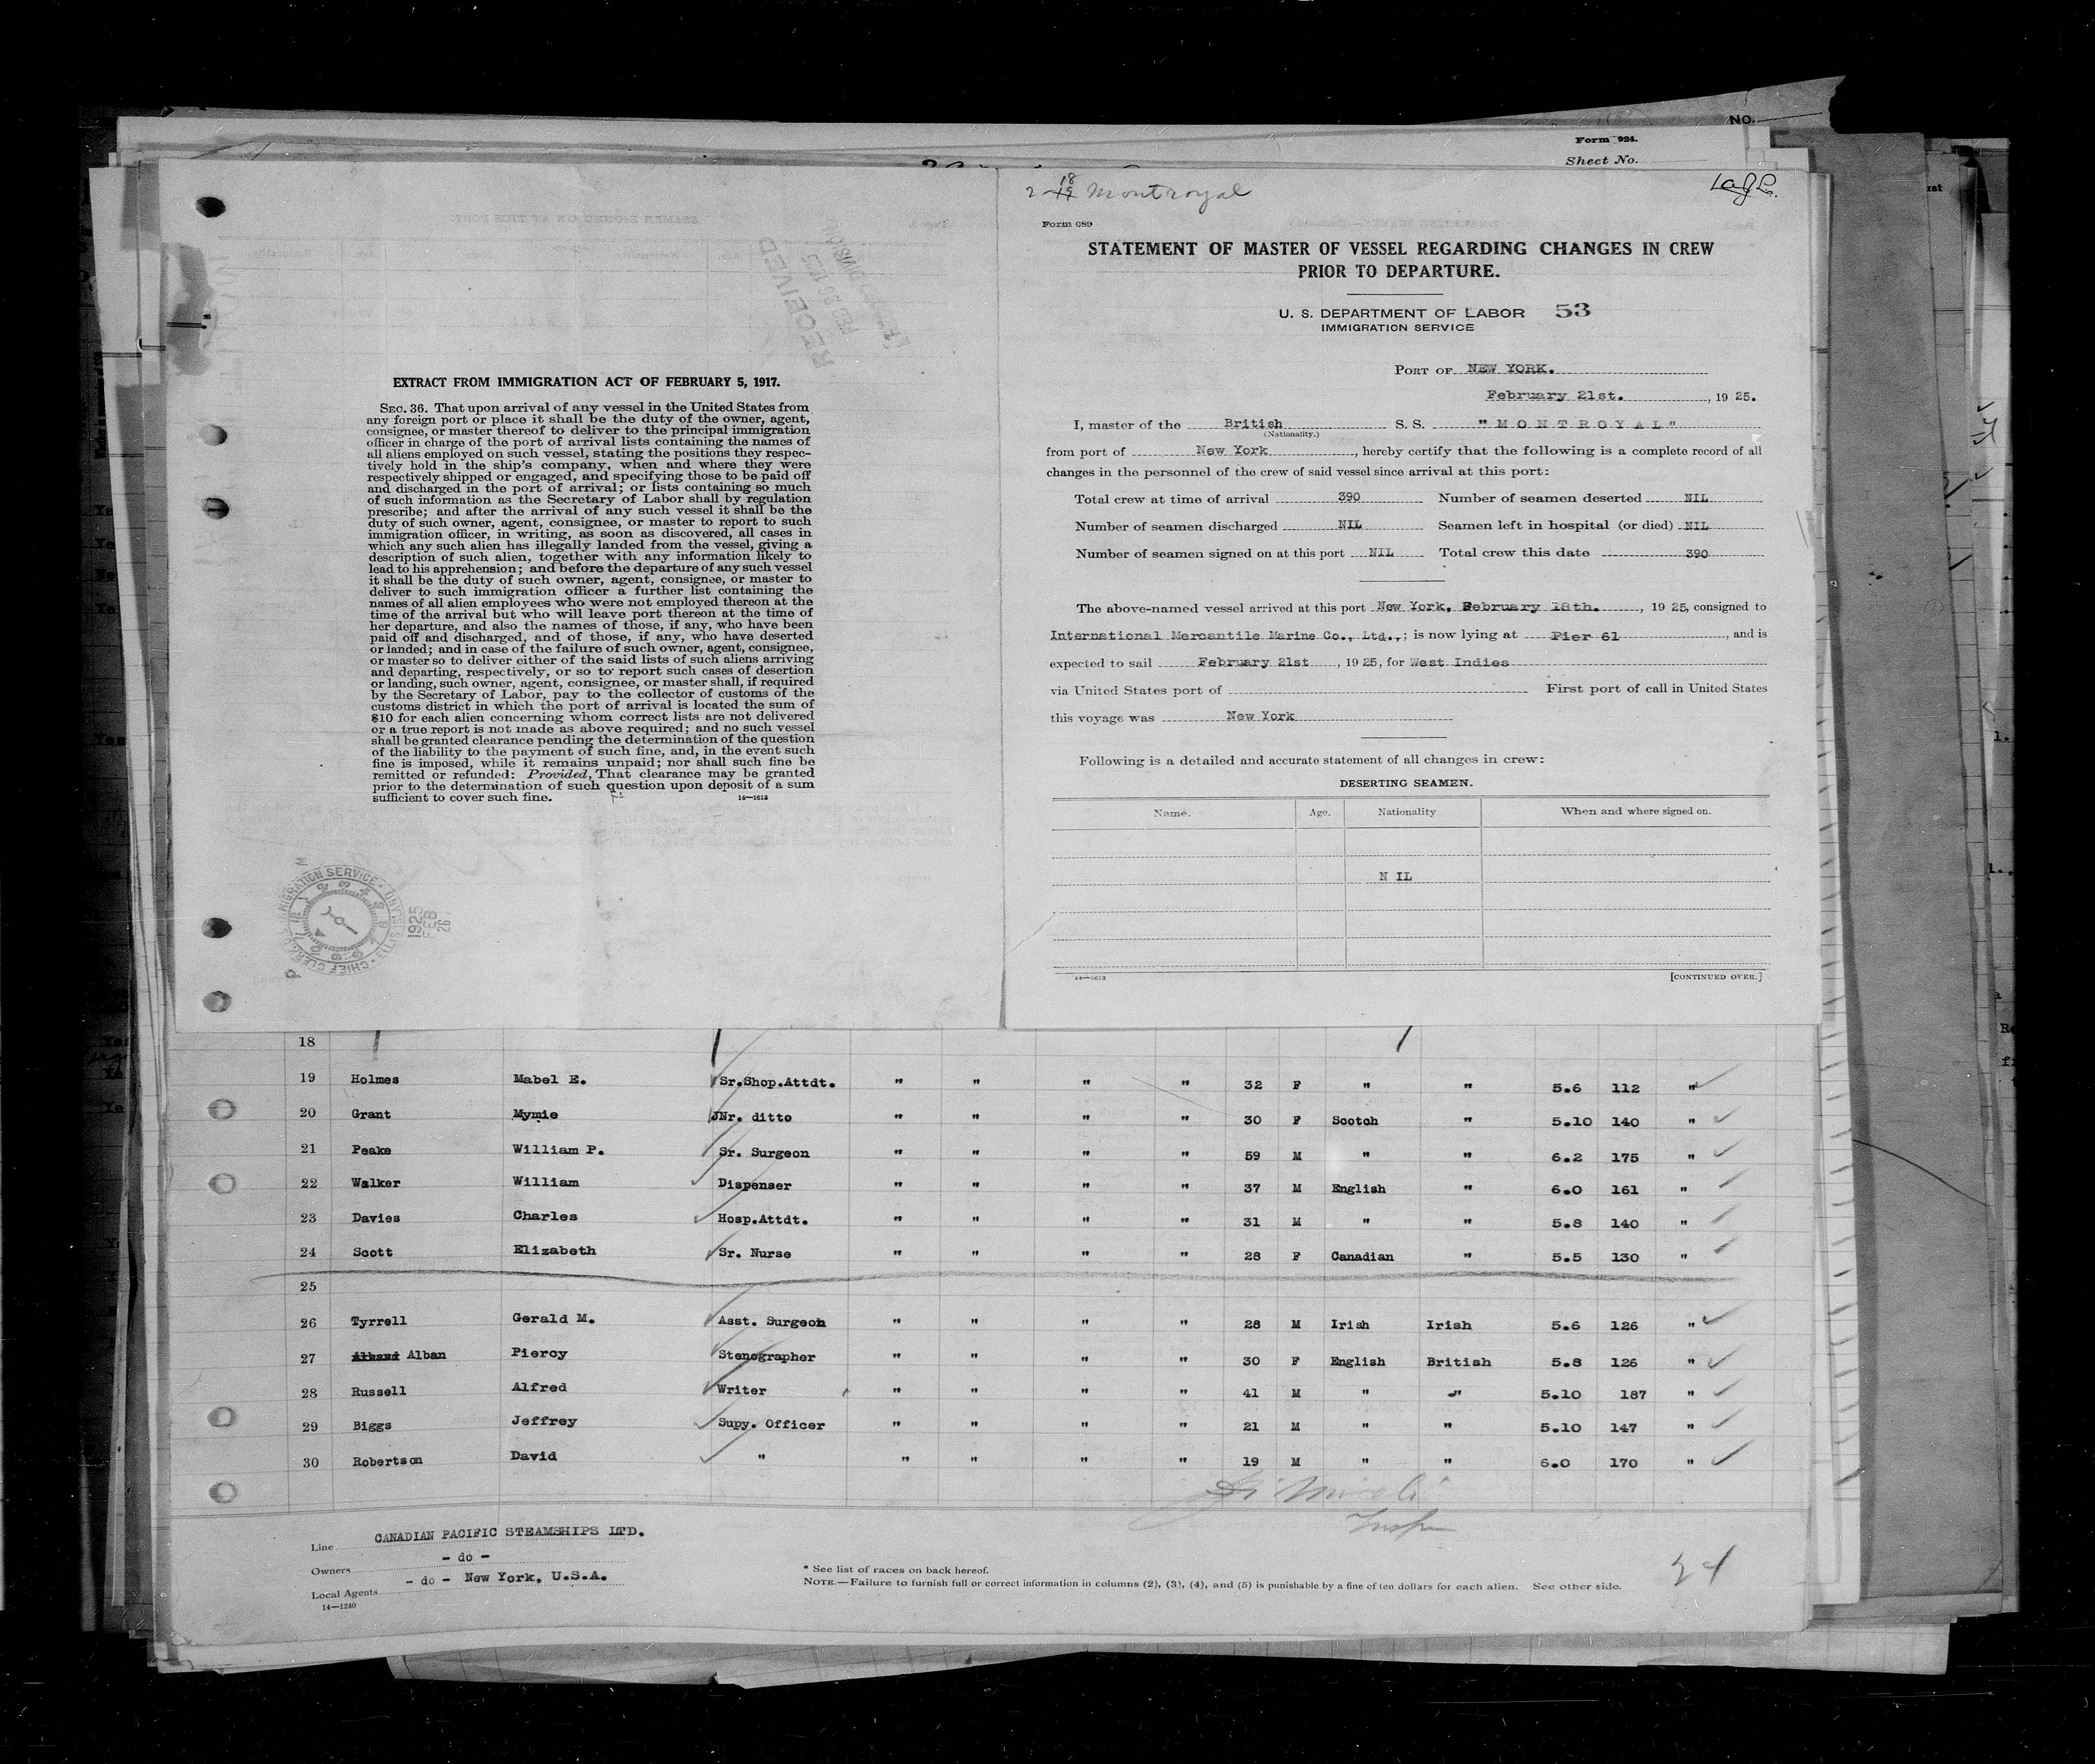 NO.
Form 924.
Sheet No.
2 - 18 Montroyal
Form 689
STATEMENT OF MASTER OF VESSEL REGARDING CHANGES IN CREW
PRIOR TO DEPARTURE.
U. S. DEPARTMENT OF LABOR 53
IMMIGRATION SERVICE
PORT OF NEW YORK.
February 21st. , 19 25.
I, master of the British S. S. "MONTROYAL"
(Nationality.)
from port of New York , hereby certify that the following is a complete record of all
changes in the personnel of the crew of said vessel since arrival at this port:
Total crew at time of arrival 390 Number of seamen deserted NIL
Number of seamen discharged NIL Seamen left in hospital (or died) NIL
Number of seamen signed on at this port NIL Total crew this date 390
The above-named vessel arrived at this port New York, February 18th. , 19 25, consigned to
International Mercantile Marine Co., Ltd., ; is now lying at Pier 61 , and is
expected to sail February 21st , 19 25, for West Indies
via United States port of First port of call in United States
this voyage was New York
Following is a detailed and accurate statement of all changes in crew:
DESERTING SEAMEN.
Name. Age. Nationality When and where signed on.
N IL
14—1613 [CONTINUED OVER.]
RECEIVED
FEB 26 1925
DIVISION
EXTRACT FROM IMMIGRATION ACT OF FEBRUARY 5, 1917.
SEC. 36. That upon arrival of any vessel in the United States from
any foreign port or place it shall be the duty of the owner, agent,
consignee, or master thereof to deliver to the principal immigration
officer in charge of the port of arrival lists containing the names of
all aliens employed on such vessel, stating the positions they respec-
tively hold in the ship's company, when and where they were
respectively shipped or engaged, and specifying those to be paid off
and discharged in the port of arrival; or lists containing so much
of such information as the Secretary of Labor shall by regulation
prescribe; and after the arrival of any such vessel it shall be the
duty of such owner, agent, consignee, or master to report to such
immigration officer, in writing, as soon as discovered, all cases in
which any such alien has illegally landed from the vessel, giving a
description of such alien, together with any information likely to
lead to his apprehension; and before the departure of any such vessel
it shall be the duty of such owner, agent, consignee, or master to
deliver to such immigration officer a further list containing the
names of all alien employees who were not employed thereon at the
time of the arrival but who will leave port thereon at the time of
her departure, and also the names of those, if any, who have been
paid off and discharged, and of those, if any, who have deserted
or landed; and in case of the failure of such owner, agent, consignee,
or master so to deliver either of the said lists of such aliens arriving
and departing, respectively, or so to report such cases of desertion
or landing, such owner, agent, consignee, or master shall, if required
by the Secretary of Labor, pay to the collector of customs of the
customs district in which the port of arrival is located the sum of
$10 for each alien concerning whom correct lists are not delivered
or a true report is not made as above required; and no such vessel
shall be granted clearance pending the determination of the question
of the liability to the payment of such fine, and, in the event such
fine is imposed, while it remains unpaid; nor shall such fine be
remitted or refunded: Provided, That clearance may be granted
prior to the determination of such question upon deposit of a sum
sufficient to cover such fine. 14—1613
IMMIGRATION SERVICE
CHIEF CLERK
ELLIS
1925
FEB
26
18
19 Holmes Mabel E. Sr.Shop.Attdt. " " " " 32 F " " 5.6 112 "
20 Grant Mymie JNr. ditto " " " " 30 F Scotch " 5.10 140 "
21 Peake William P. Sr. Surgeon " " " " 59 M " " 6.2 175 "
22 Walker William Dispenser " " " " 37 M English " 6.0 161 "
23 Davies Charles Hosp.Attdt. " " " " 31 M " " 5.8 140 "
24 Scott Elizabeth Sr. Nurse " " " " 28 F Canadian " 5.5 130 "
25
26 Tyrrell Gerald M. Asst. Surgeon " " " " 28 M Irish Irish 5.6 126 "
27 Alban Piercy Stenographer " " " " 30 F English British 5.8 126 "
28 Russell Alfred Writer " " " " 41 M " " 5.10 187 "
29 Biggs Jeffrey Supy. Officer " " " " 21 M " " 5.10 147 "
30 Robertson David " " " " " 19 M " " 6.0 170 "
Line CANADIAN PACIFIC STEAMSHIPS LTD.
Owners - do -
Local Agents - do - New York, U.S.A.
14—1240
* See list of races on back hereof.
NOTE.—Failure to furnish full or correct information in columns (2), (3), (4), and (5) is punishable by a fine of ten dollars for each alien. See other side.
24